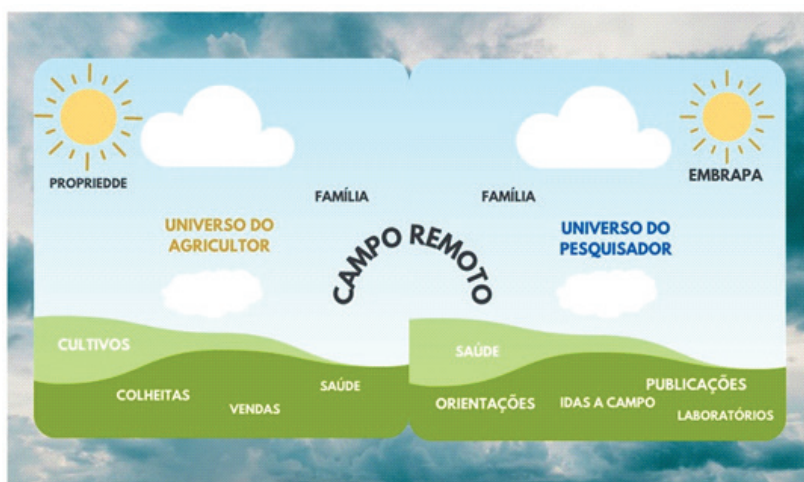 PROPRIEDDE
FAMÍLIA
UNIVERSO DO
AGRICULTOR
CULTIVOS
COLHEITAS
VENDAS
SAÚDE
CAMPO REMOTO
EMBRAPA
FAMÍLIA
UNIVERSO DO
PESQUISADOR
SAÚDE
ORIENTAÇÕES
IDAS A CAMPO
PUBLICAÇÕES
LABORATÓRIOS